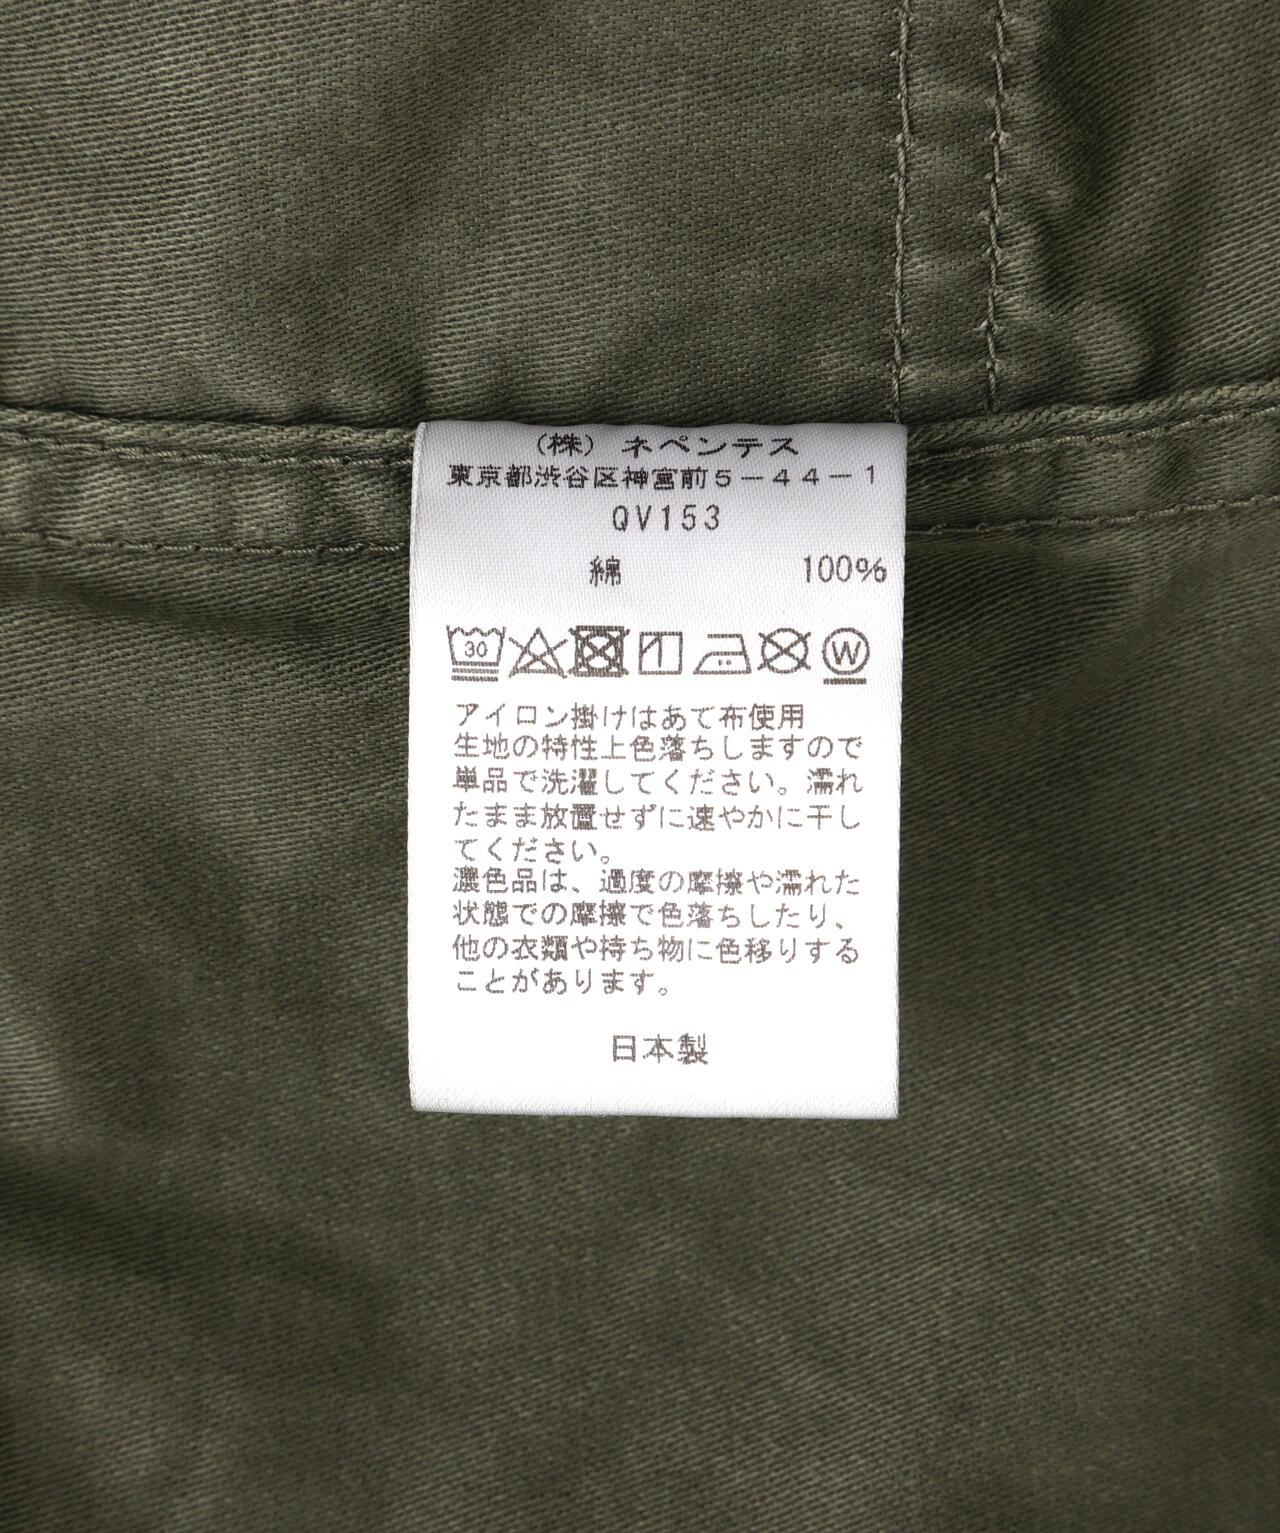 （株）ネペンテス
東京都渋谷区神宮前５－４４－１
QV153
綿 100%
30 W
アイロン掛けはあて布使用
生地の特性上色落ちしますので
単品で洗濯してください。濡れ
たまま放置せずに速やかに干し
てください。
濃色品は、過度の摩擦や濡れた
状態での摩擦で色落ちしたり、
他の衣類や持ち物に色移りする
ことがあります。
日本製